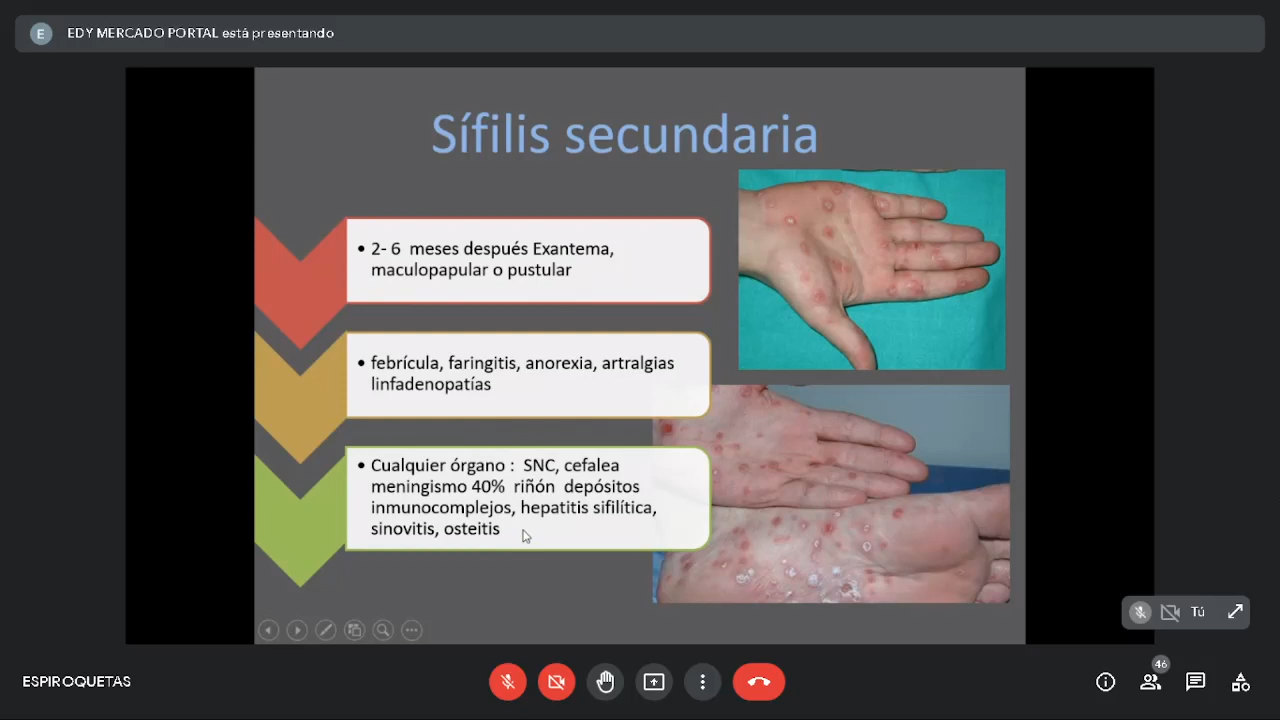 E
EDY MERCADO PORTAL está presentando
Sífilis secundaria
• 2- 6 meses después Exantema,
maculopapular o pustular
• febrícula, faringitis, anorexia, artralgias
linfadenopatías
• Cualquier órgano : SNC, cefalea
meningismo 40% riñón depósitos
inmunocomplejos, hepatitis sifilítica,
sinovitis, osteitis
Tú
ESPIROQUETAS
46